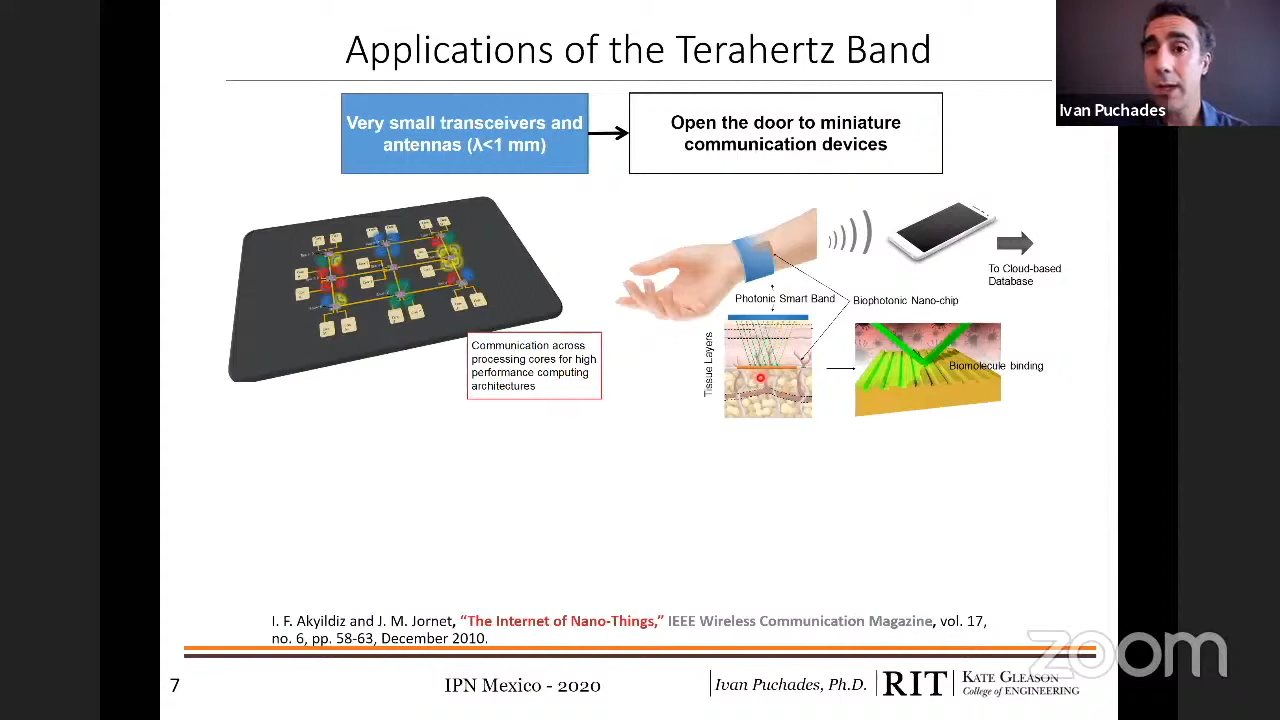 Applications of the Terahertz Band
Ivan Puchades
Very small transceivers and
antennas (λ<1 mm)
Open the door to miniature
communication devices
To Cloud-based
Database
Photonic Smart Band
Biophotonic Nano-chip
Tissue Layers
Biomolecule binding
Communication across
processing cores for high
performance computing
architectures
I. F. Akyildiz and J. M. Jornet, “The Internet of Nano-Things,” IEEE Wireless Communication Magazine, vol. 17,
no. 6, pp. 58-63, December 2010.
zoom
7
IPN Mexico - 2020
Ivan Puchades, Ph.D.
RIT
KATE GLEASON
College of ENGINEERING